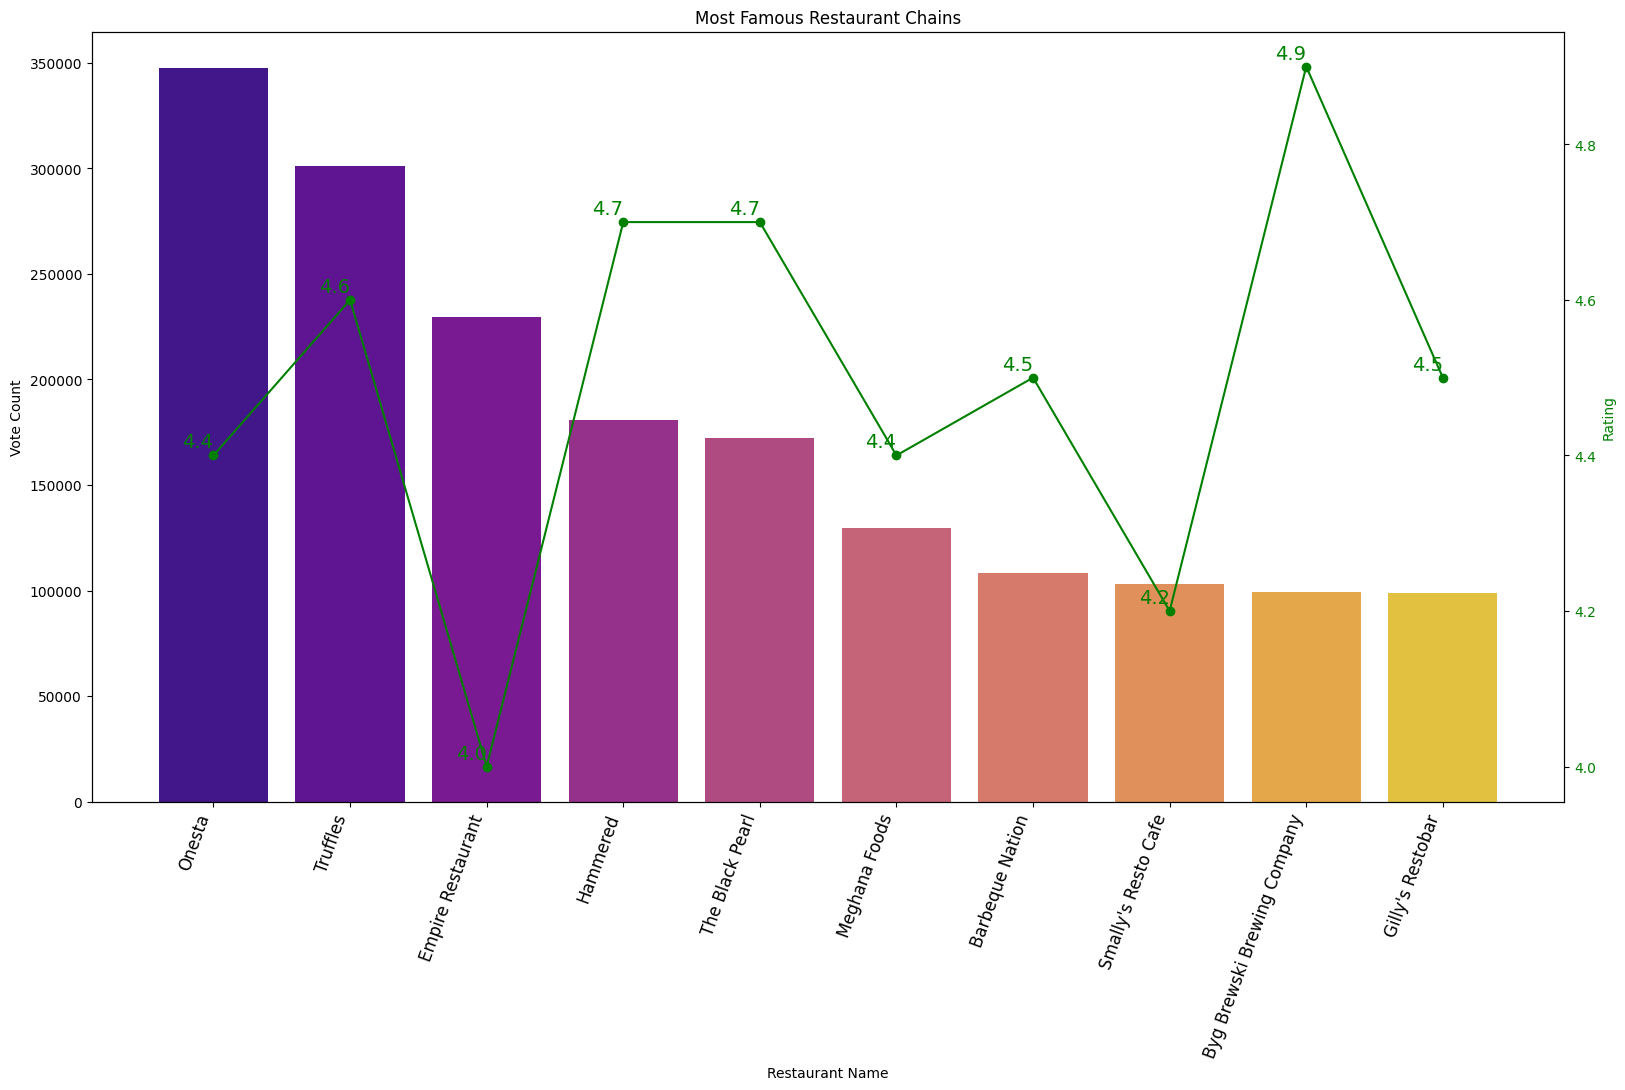 Most Famous Restaurant Chains
350000
300000
250000
200000
150000
100000
50000
0
Vote Count
4.4
4.6
4.0
4.7
4.7
4.4
4.5
4.2
4.9
4.5
4.8
4.6
4.4
4.2
4.0
Rating
Onesta
Truffles
Empire Restaurant
Hammered
The Black Pearl
Meghana Foods
Barbeque Nation
Smally's Resto Cafe
Byg Brewski Brewing Company
Gilly's Restobar
Restaurant Name